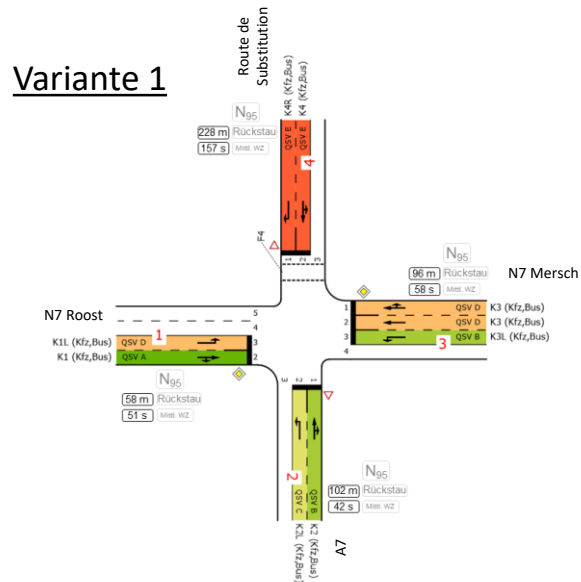 Variante 1
Route de
Substitution
K4R (Kfz,Bus)
K4 (Kfz,Bus)
N95
228 m Rückstau
157 s Mittl. WZ
QSV E
QSV E
4
F4
1
2
3
N95
96 m Rückstau
58 s Mittl. WZ
N7 Mersch
N7 Roost
5
4
1
K1L (Kfz,Bus)
QSV D
3
K1 (Kfz,Bus)
QSV A
2
1
QSV D
K3 (Kfz,Bus)
2
QSV D
K3 (Kfz,Bus)
3
QSV B
K3L (Kfz,Bus)
4
3
N95
58 m Rückstau
51 s Mittl. WZ
3
2
1
2
QSV C
QSV B
N95
102 m Rückstau
42 s Mittl. WZ
K2L (Kfz,Bus)
K2 (Kfz,Bus)
A7